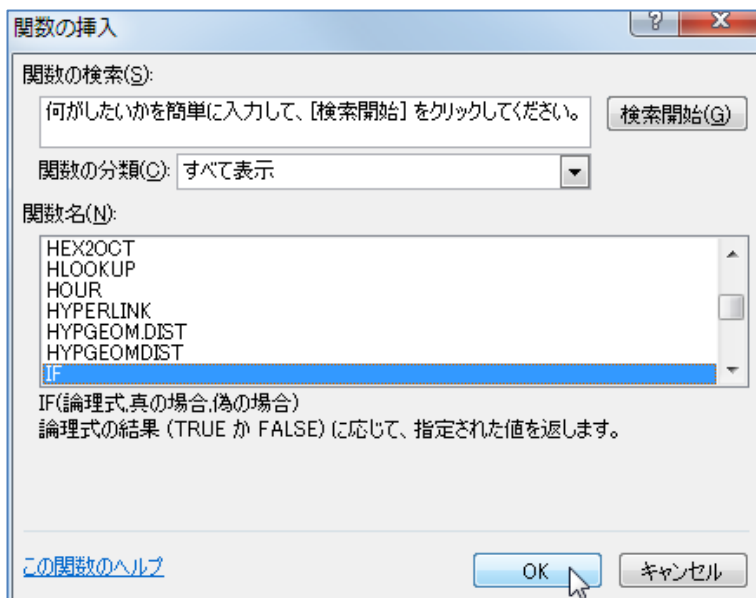 関数の挿入
?
X
関数の検索(S):
何がしたいかを簡単に入力して、[検索開始] をクリックしてください。
検索開始(G)
関数の分類(C):
すべて表示
関数名(N):
HEX2OCT
HLOOKUP
HOUR
HYPERLINK
HYPGEOM.DIST
HYPGEOMDIST
IF
IF(論理式,真の場合,偽の場合)
論理式の結果 (TRUE か FALSE) に応じて、指定された値を返します。
この関数のヘルプ
OK
キャンセル